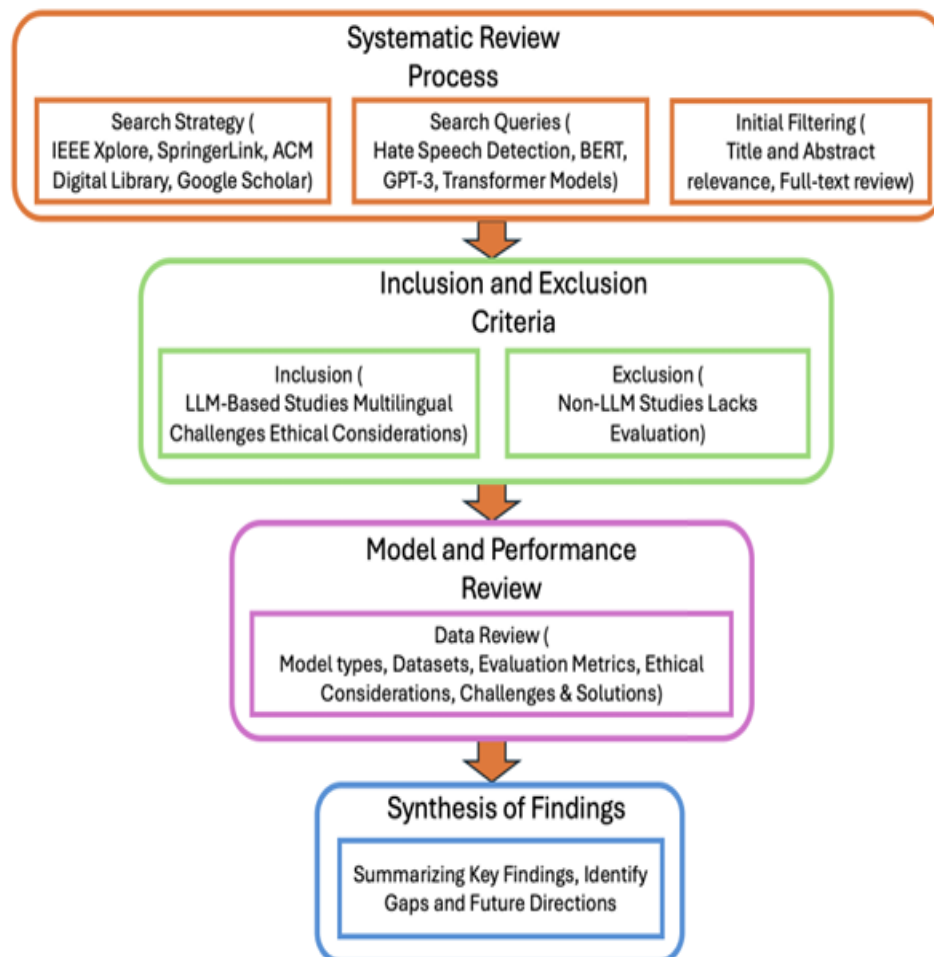 Systematic Review
Process
Search Strategy (
IEEE Xplore, SpringerLink, ACM
Digital Library, Google Scholar)
Search Queries (
Hate Speech Detection, BERT,
GPT-3, Transformer Models)
Initial Filtering (
Title and Abstract
relevance, Full-text review)
Inclusion and Exclusion
Criteria
Inclusion (
LLM-Based Studies Multilingual
Challenges Ethical Considerations)
Exclusion (
Non-LLM Studies Lacks
Evaluation)
Model and Performance
Review
Data Review (
Model types, Datasets, Evaluation Metrics, Ethical
Considerations, Challenges & Solutions)
Synthesis of Findings
Summarizing Key Findings, Identify
Gaps and Future Directions